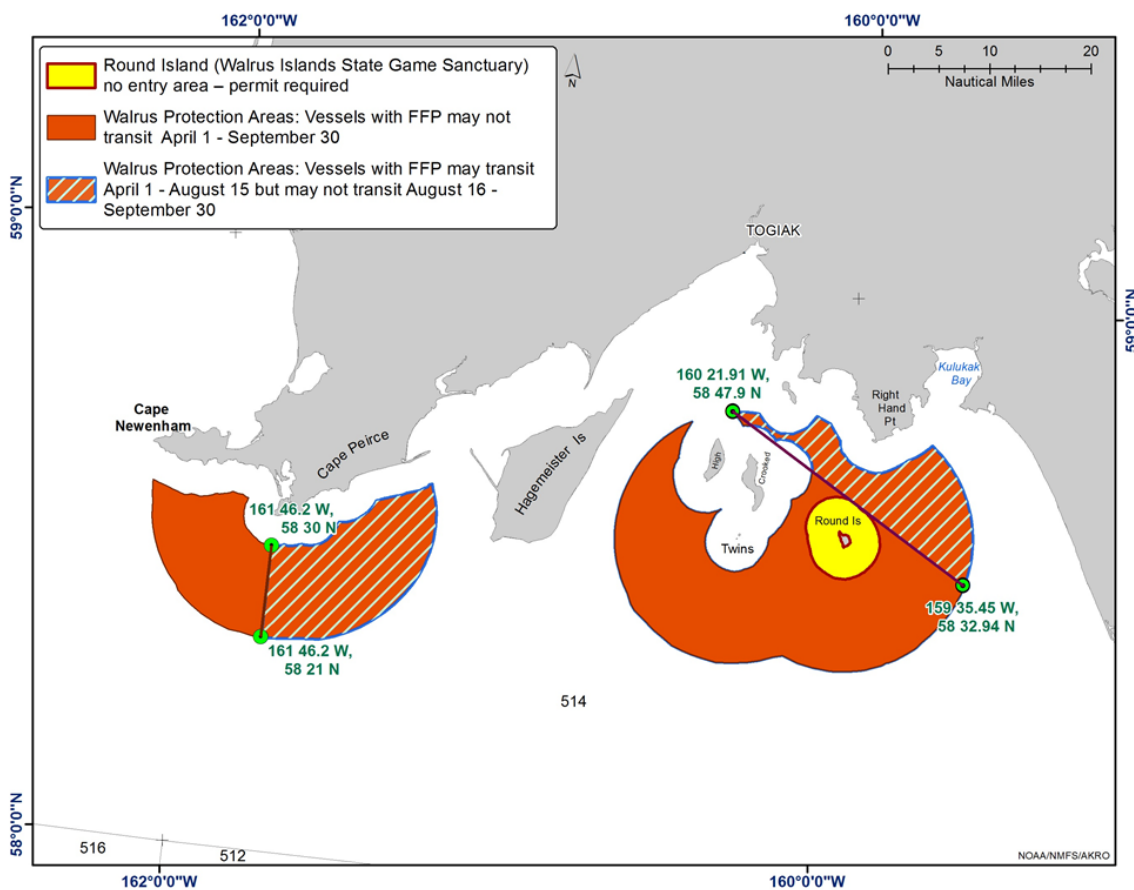 162°0'0"W
160°0'0"W
Round Island (Walrus Islands State Game Sanctuary)
no entry area – permit required
Walrus Protection Areas: Vessels with FFP may not
transit April 1 - September 30
Walrus Protection Areas: Vessels with FFP may transit
April 1 - August 15 but may not transit August 16 -
September 30
N
0 5 10 20
Nautical Miles
59°0'0"N
TOGIAK
59°0'0"N
Kulukak
Bay
160 21.91 W,
58 47.9 N
Right
Hand
Pt
Cape
Newenham
Cape Peirce
Hagemeister Is
High
Crooked
161 46.2 W,
58 30 N
Round Is
Twins
159 35.45 W,
58 32.94 N
161 46.2 W,
58 21 N
514
58°0'0"N
516
512
NOAA/NMFS/AKRO
162°0'0"W
160°0'0"W